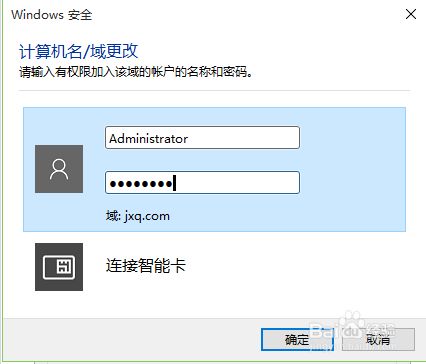 Windows 安全
计算机名/域更改
请输入有权限加入该域的帐户的名称和密码。
Administrator
●●●●●●●●
域: jxq.com
连接智能卡
确定
取消
Baidu 经验